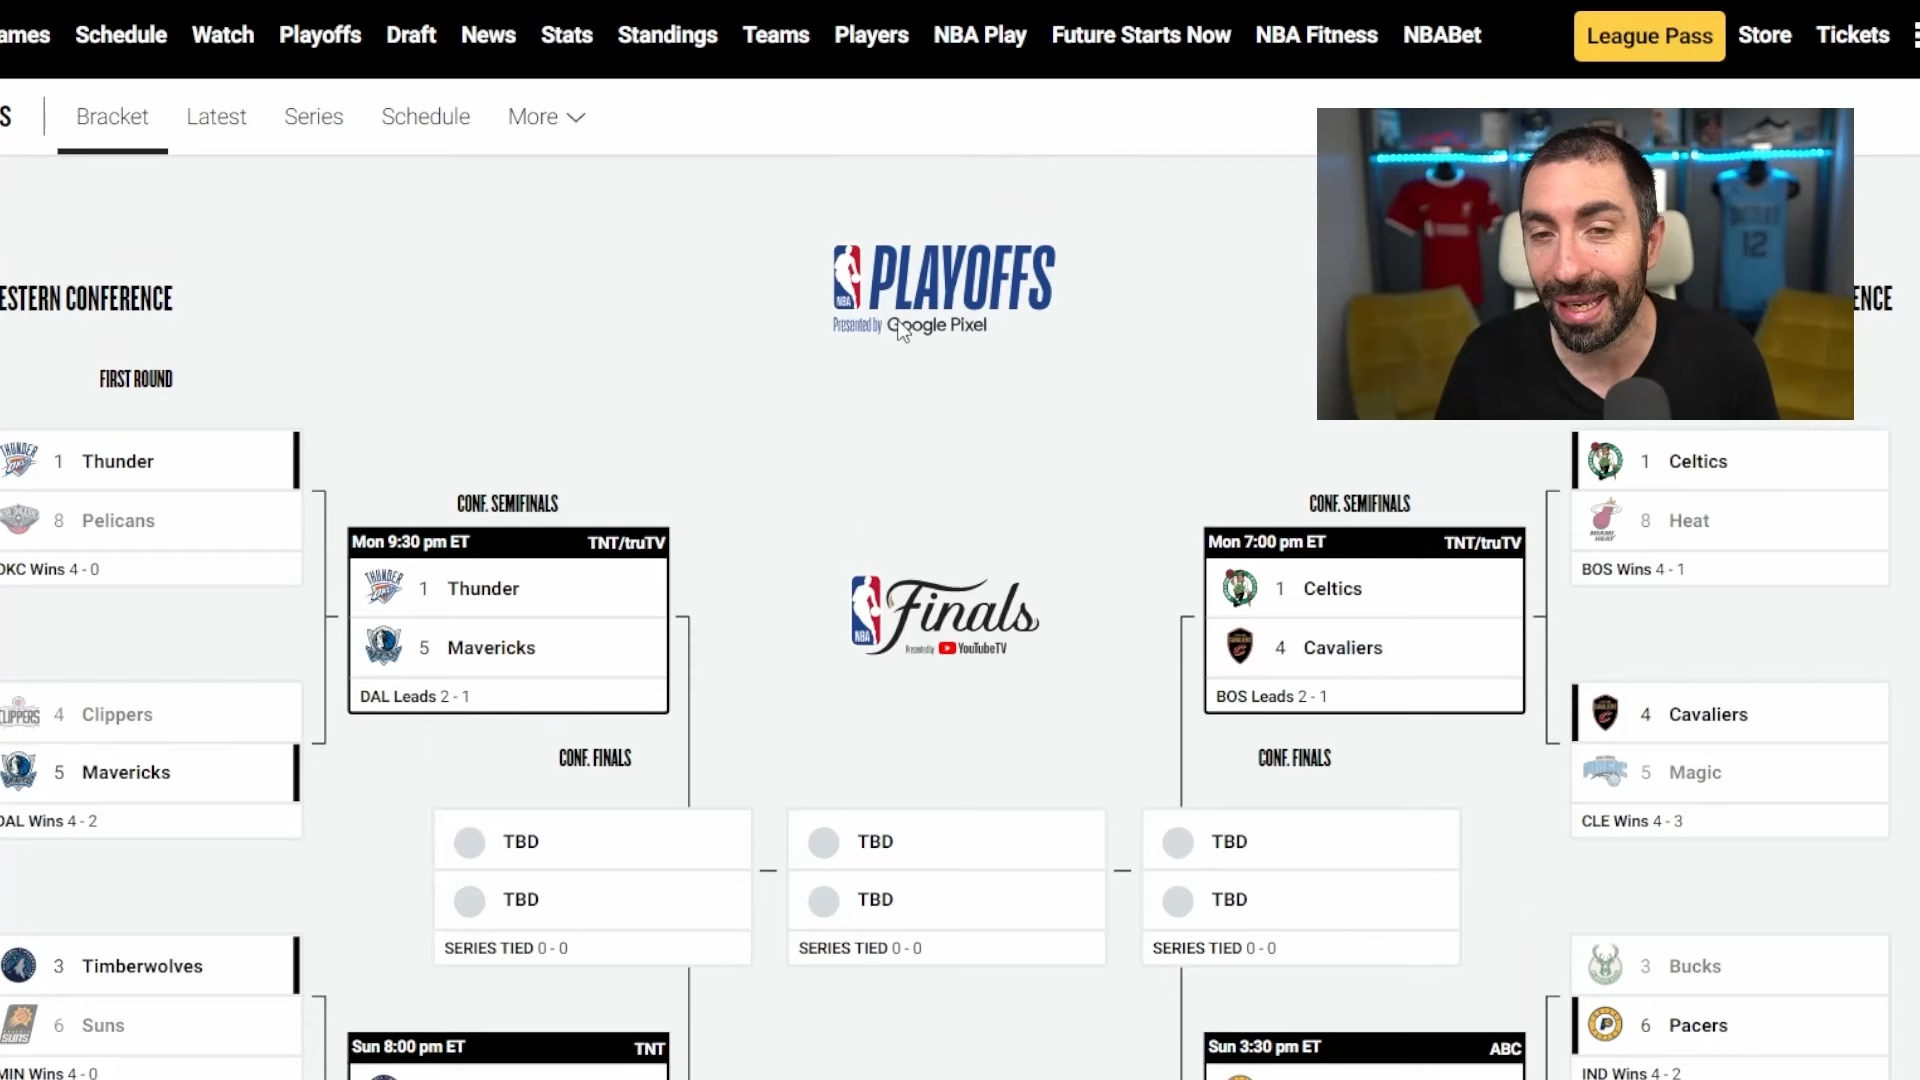 ames Schedule Watch Playoffs Draft News Stats Standings Teams Players NBA Play Future Starts Now NBA Fitness NBABet League Pass Store Tickets
S Bracket Latest Series Schedule More
ESTERN CONFERENCE
ENCE
NBA PLAYOFFS
Presented by Google Pixel
FIRST ROUND
1 Thunder
8 Pelicans
OKC Wins 4 - 0
4 Clippers
5 Mavericks
DAL Wins 4 - 2
3 Timberwolves
6 Suns
MIN Wins 4 - 0
CONF. SEMIFINALS
Mon 9:30 pm ET TNT/truTV
1 Thunder
5 Mavericks
DAL Leads 2 - 1
CONF. FINALS
TBD
TBD
SERIES TIED 0 - 0
Sun 8:00 pm ET TNT
NBA Finals
Presented by YouTubeTV
TBD
TBD
SERIES TIED 0 - 0
CONF. SEMIFINALS
Mon 7:00 pm ET TNT/truTV
1 Celtics
4 Cavaliers
BOS Leads 2 - 1
CONF. FINALS
TBD
TBD
SERIES TIED 0 - 0
Sun 3:30 pm ET ABC
1 Celtics
8 Heat
BOS Wins 4 - 1
4 Cavaliers
5 Magic
CLE Wins 4 - 3
3 Bucks
6 Pacers
IND Wins 4 - 2
12